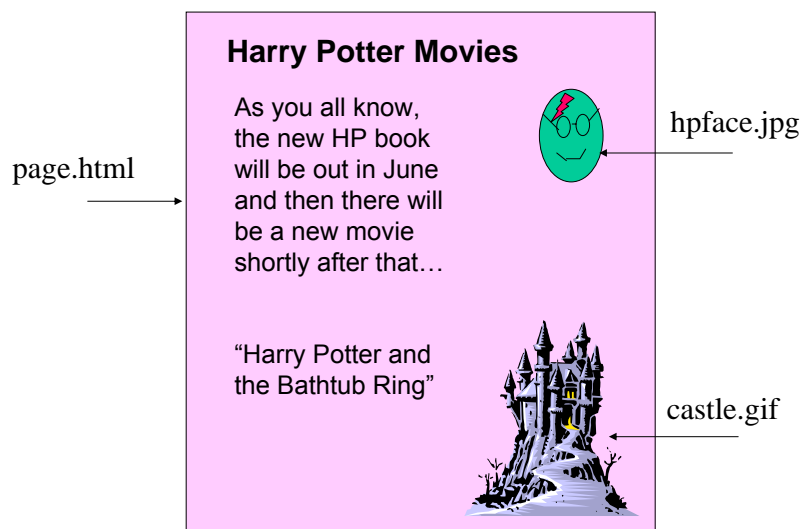 Harry Potter Movies
As you all know,
the new HP book
will be out in June
and then there will
be a new movie
shortly after that…
“Harry Potter and
the Bathtub Ring”
page.html
hpface.jpg
castle.gif